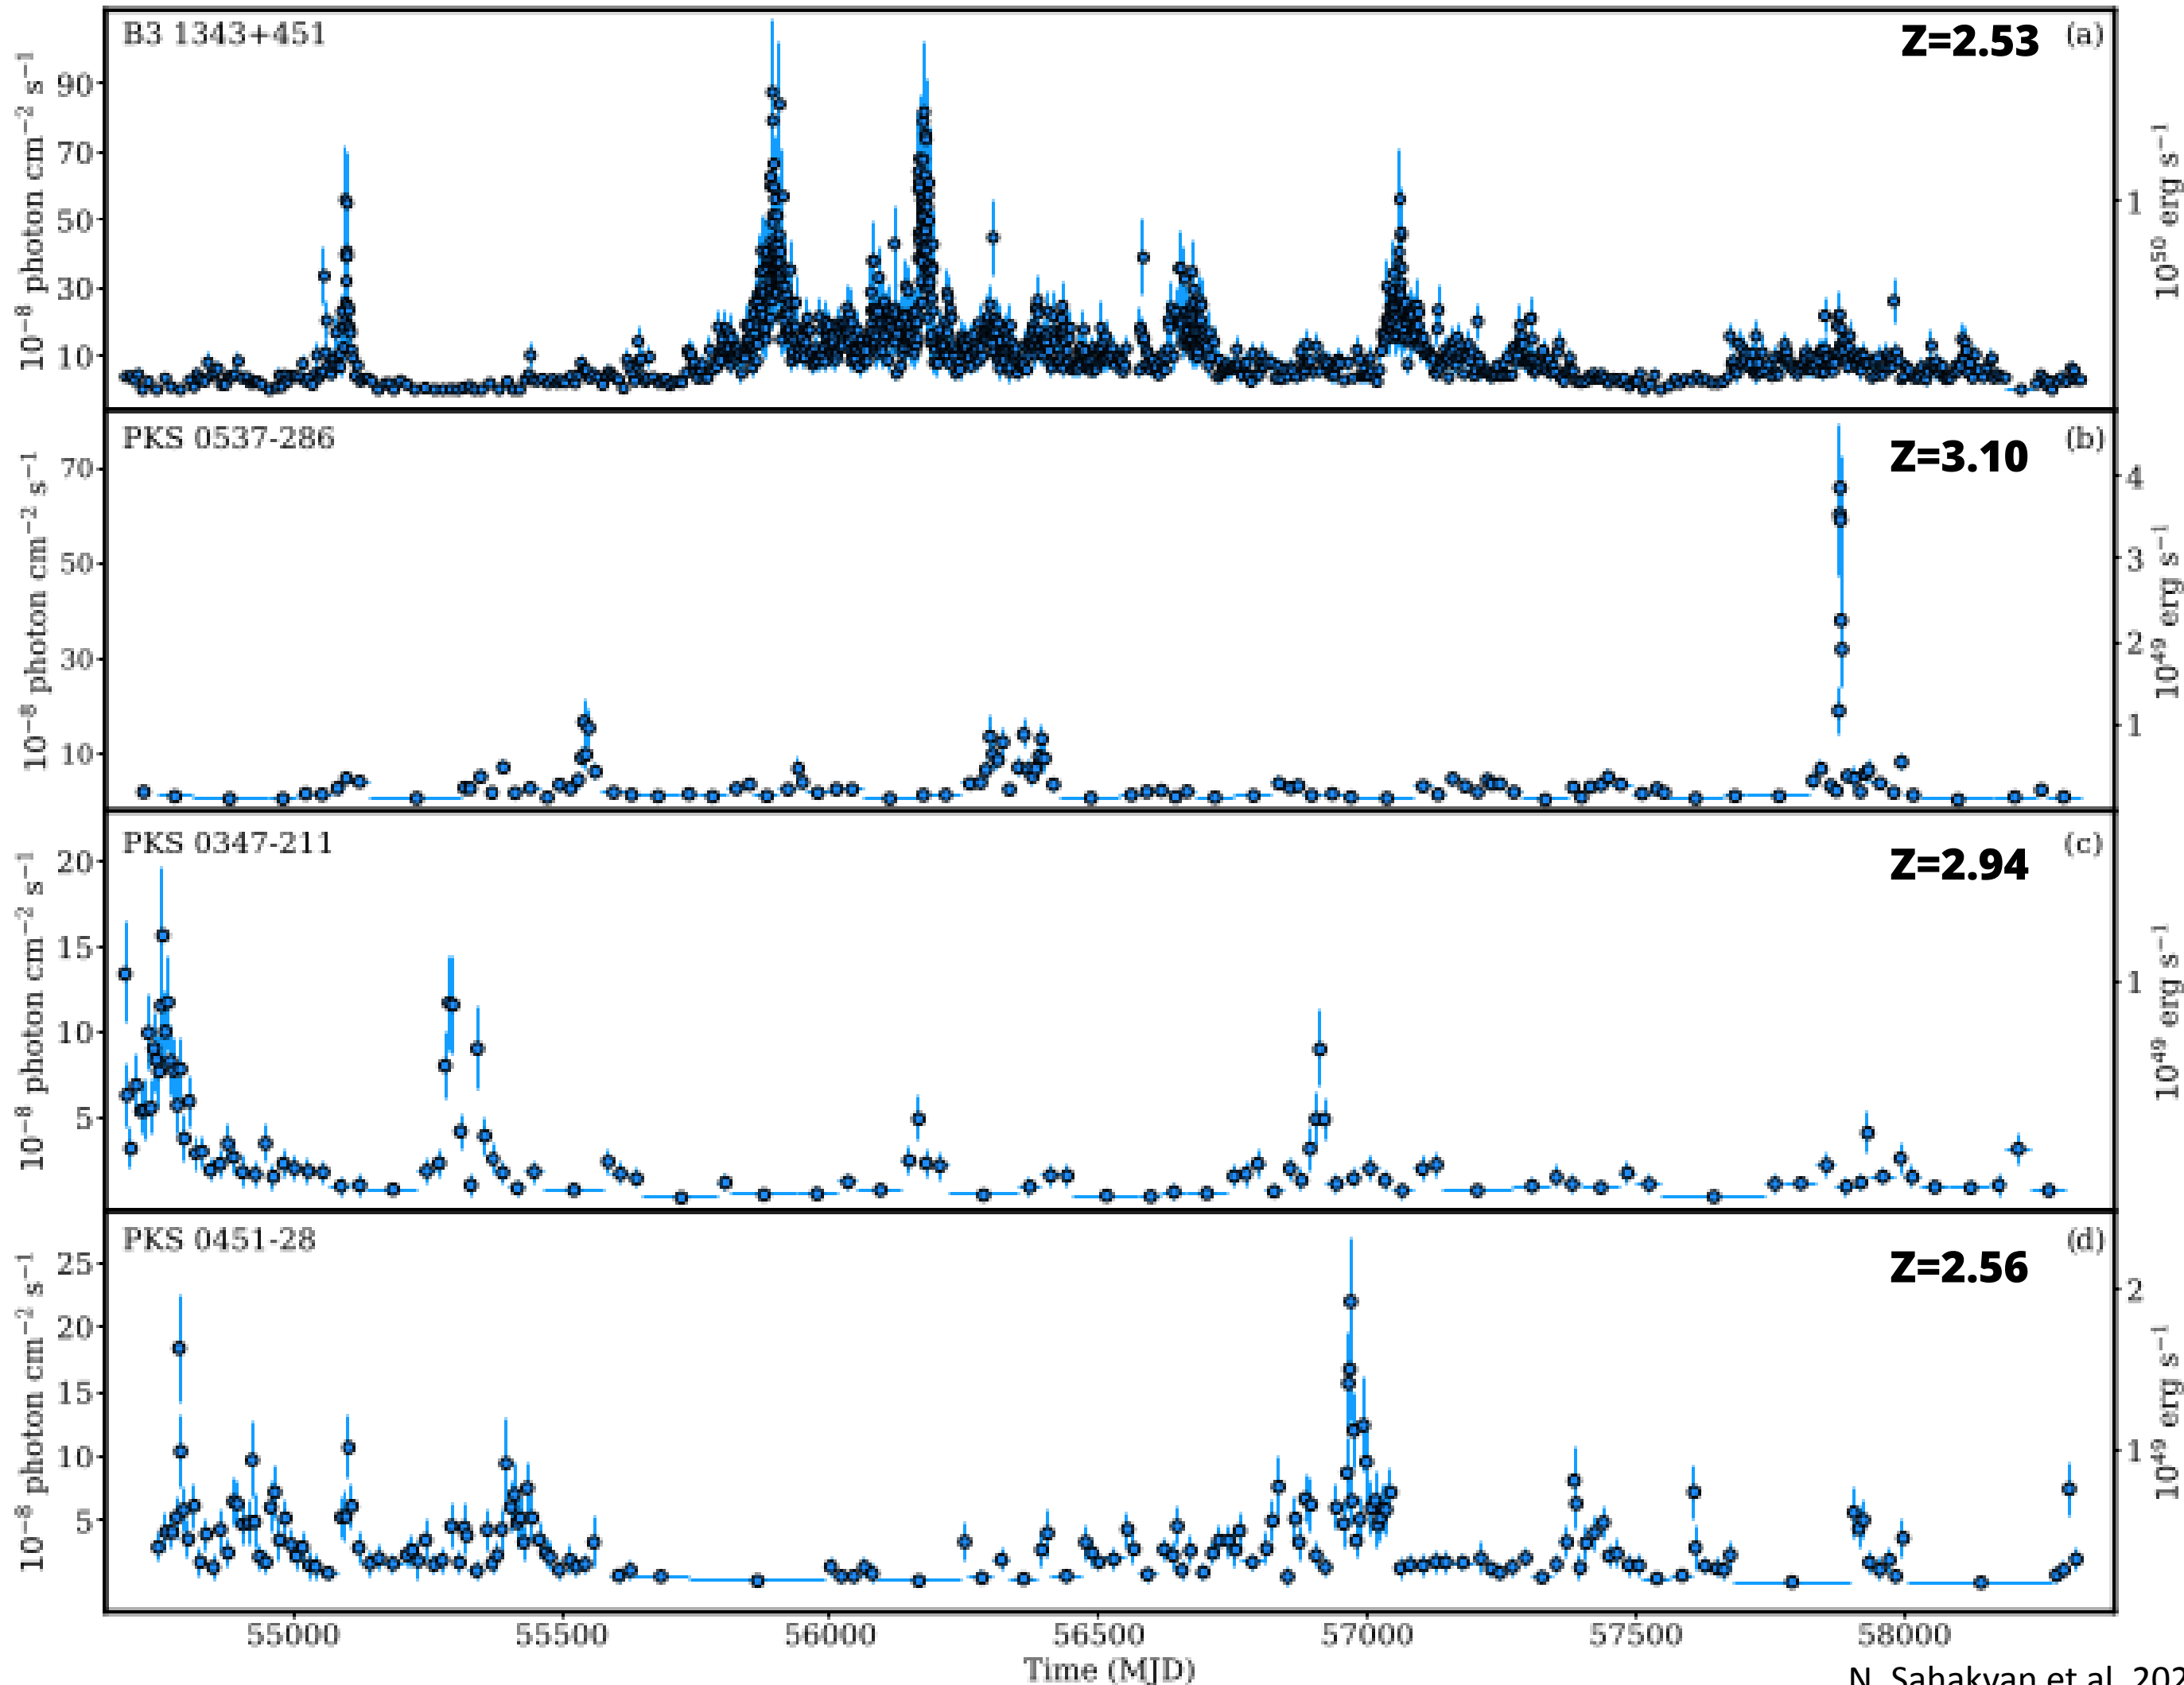 B3 1343+451
Z=2.53 (a)
10⁻⁸ photon cm⁻² s⁻¹
90
70
50
30
10
1
10⁵⁰ erg s⁻¹
PKS 0537-286
Z=3.10 (b)
10⁻⁸ photon cm⁻² s⁻¹
70
50
30
10
4
3
2
1
10⁴⁹ erg s⁻¹
PKS 0347-211
Z=2.94 (c)
10⁻⁸ photon cm⁻² s⁻¹
20
15
10
5
1
10⁴⁹ erg s⁻¹
PKS 0451-28
Z=2.56 (d)
10⁻⁸ photon cm⁻² s⁻¹
25
20
15
10
5
2
1
10⁴⁹ erg s⁻¹
55000 55500 56000 56500 57000 57500 58000
Time (MJD)
N. Sahakyan et al. 202